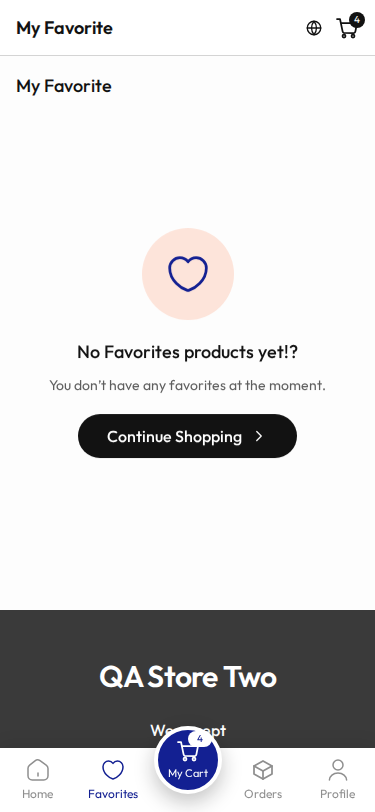 My Favorite
4
My Favorite
No Favorites products yet!?
You don't have any favorites at the moment.
Continue Shopping
QA Store Two
4
Home
Favorites
My Cart
Orders
Profile